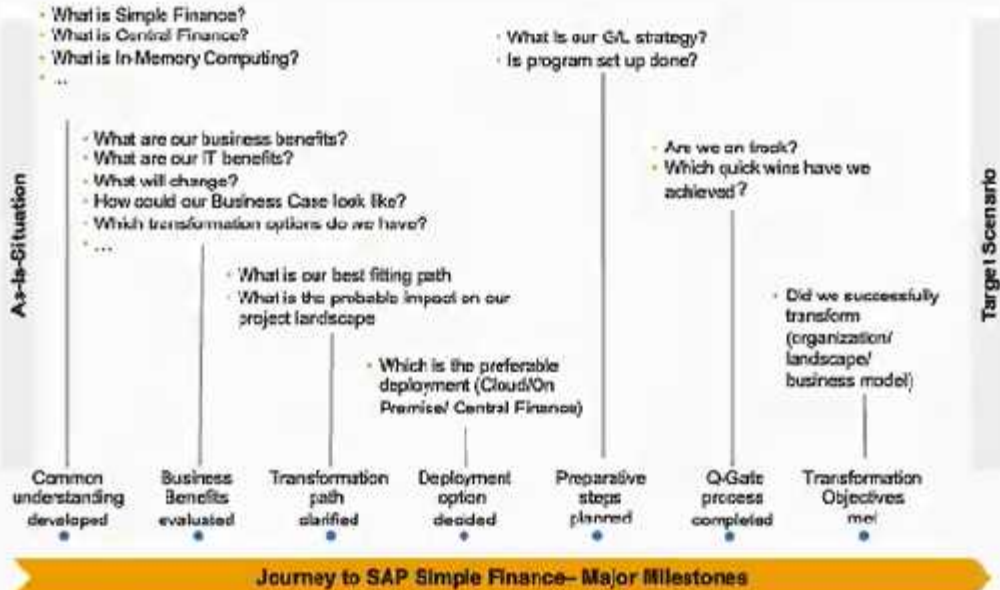 What is Simple Finance?
What is Central Finance?
What is In-Memory Computing?
...
What are our business benefits?
What are our IT benefits?
What will change?
How could our Business Case look like?
Which transformation options do we have?
...
What is our best fitting path
What is the probable impact on our
project landscape
Which is the preferable
deployment (Cloud/On
Premise/ Central Finance)
What is our G/L strategy?
Is program set up done?
Are we on track?
Which quick wins have we
achieved?
Did we successfully
transform
(organization/
landscape/
business model)
As-Is-Situation
Target Scenario
Common
understanding
developed
Business
Benefits
evaluated
Transformation
path
clarified
Deployment
option
decided
Preparative
steps
planned
Q-Gate
process
completed
Transformation
Objectives
met
Journey to SAP Simple Finance– Major Milestones